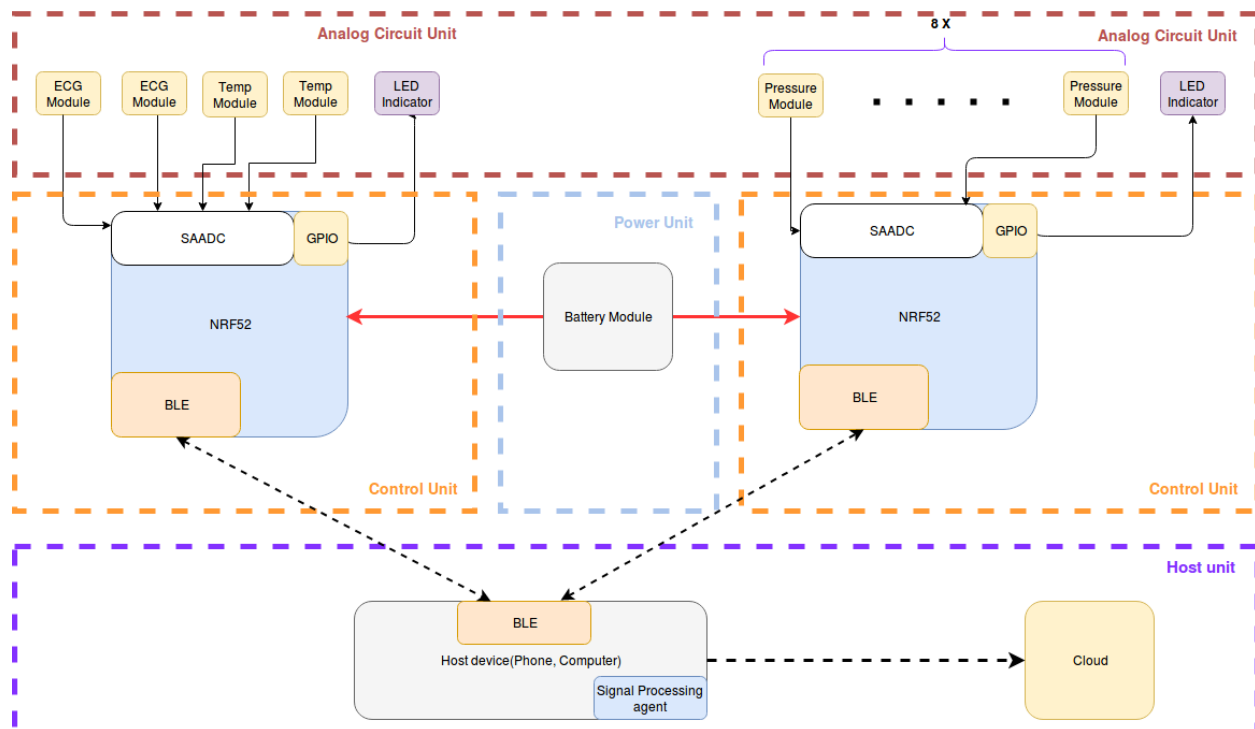 8 X
Analog Circuit Unit
Analog Circuit Unit
ECG
Module
ECG
Module
Temp
Module
Temp
Module
LED
Indicator
Pressure
Module
Pressure
Module
LED
Indicator
SAADC
GPIO
NRF52
BLE
Control Unit
Power Unit
Battery Module
SAADC
GPIO
NRF52
BLE
Control Unit
Host unit
BLE
Host device(Phone, Computer)
Signal Processing
agent
Cloud